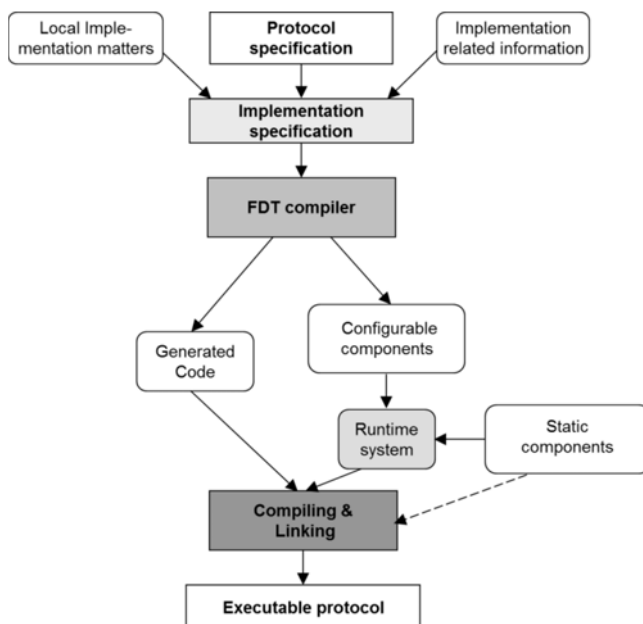 Local Imple-
mentation matters
Protocol
specification
Implementation
related information
Implementation
specification
FDT compiler
Generated
Code
Configurable
components
Runtime
system
Static
components
Compiling &
Linking
Executable protocol